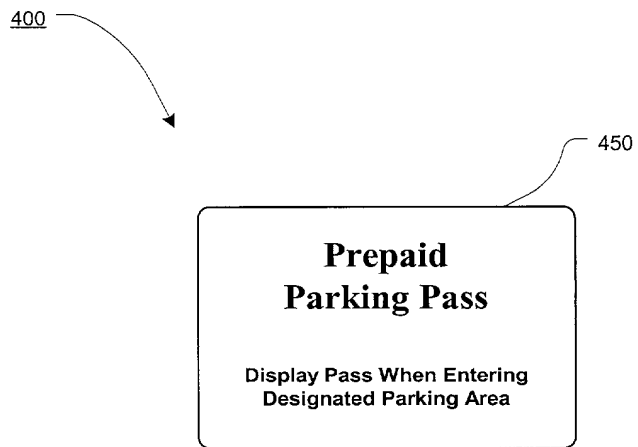 400
450
Prepaid
Parking Pass
Display Pass When Entering
Designated Parking Area